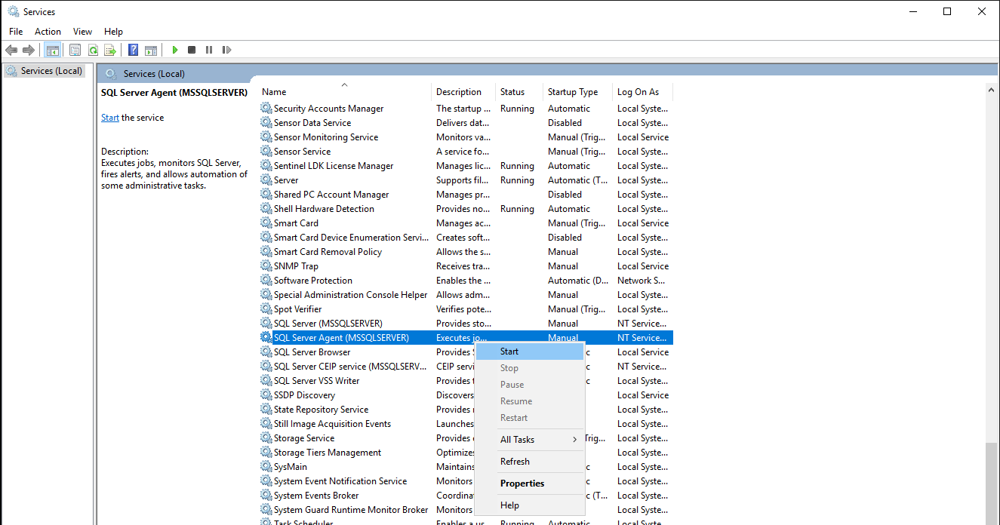 Services
File Action View Help
Services (Local)
Services (Local)
SQL Server Agent (MSSQLSERVER)
Start the service
Description:
Executes jobs, monitors SQL Server,
fires alerts, and allows automation of
some administrative tasks.
Name Description Status Startup Type Log On As
Security Accounts Manager The startup ... Running Automatic Local Syste...
Sensor Data Service Delivers dat... Disabled Local Syste...
Sensor Monitoring Service Monitors va... Manual (Trig... Local Service
Sensor Service A service fo... Manual (Trig... Local Syste...
Sentinel LDK License Manager Manages lic... Running Automatic Local Syste...
Server Supports fil... Running Automatic (T... Local Syste...
Shared PC Account Manager Manages pr... Disabled Local Syste...
Shell Hardware Detection Provides no... Running Automatic Local Syste...
Smart Card Manages ac... Manual (Trig... Local Service
Smart Card Device Enumeration Servi... Creates soft... Disabled Local Syste...
Smart Card Removal Policy Allows the s... Manual Local Syste...
SNMP Trap Receives tra... Manual Local Service
Software Protection Enables the ... Automatic (D... Network S...
Special Administration Console Helper Allows adm... Manual Local Syste...
Spot Verifier Verifies pote... Manual (Trig... Local Syste...
SQL Server (MSSQLSERVER) Provides sto... Manual NT Service...
SQL Server Agent (MSSQLSERVER) Executes jo... Manual NT Service...
SQL Server Browser Provides c Local Service
SQL Server CEIP service (MSSQLSERV... CEIP servi c NT Service...
SQL Server VSS Writer Provides c Local Syste...
SSDP Discovery Discovers Local Service
State Repository Service Provides Local Syste...
Still Image Acquisition Events Launches Local Syste...
Storage Service Provides Trig... Local Syste...
Storage Tiers Management Optimizes Local Syste...
SysMain Maintains c Local Syste...
System Event Notification Service Monitors c Local Syste...
System Events Broker Coordina c (T... Local Syste...
System Guard Runtime Monitor Broker Monitors Local Syste...
Task Scheduler Enables a us... Running Automatic Local Syste...
Start
Stop
Pause
Resume
Restart
All Tasks
Refresh
Properties
Help